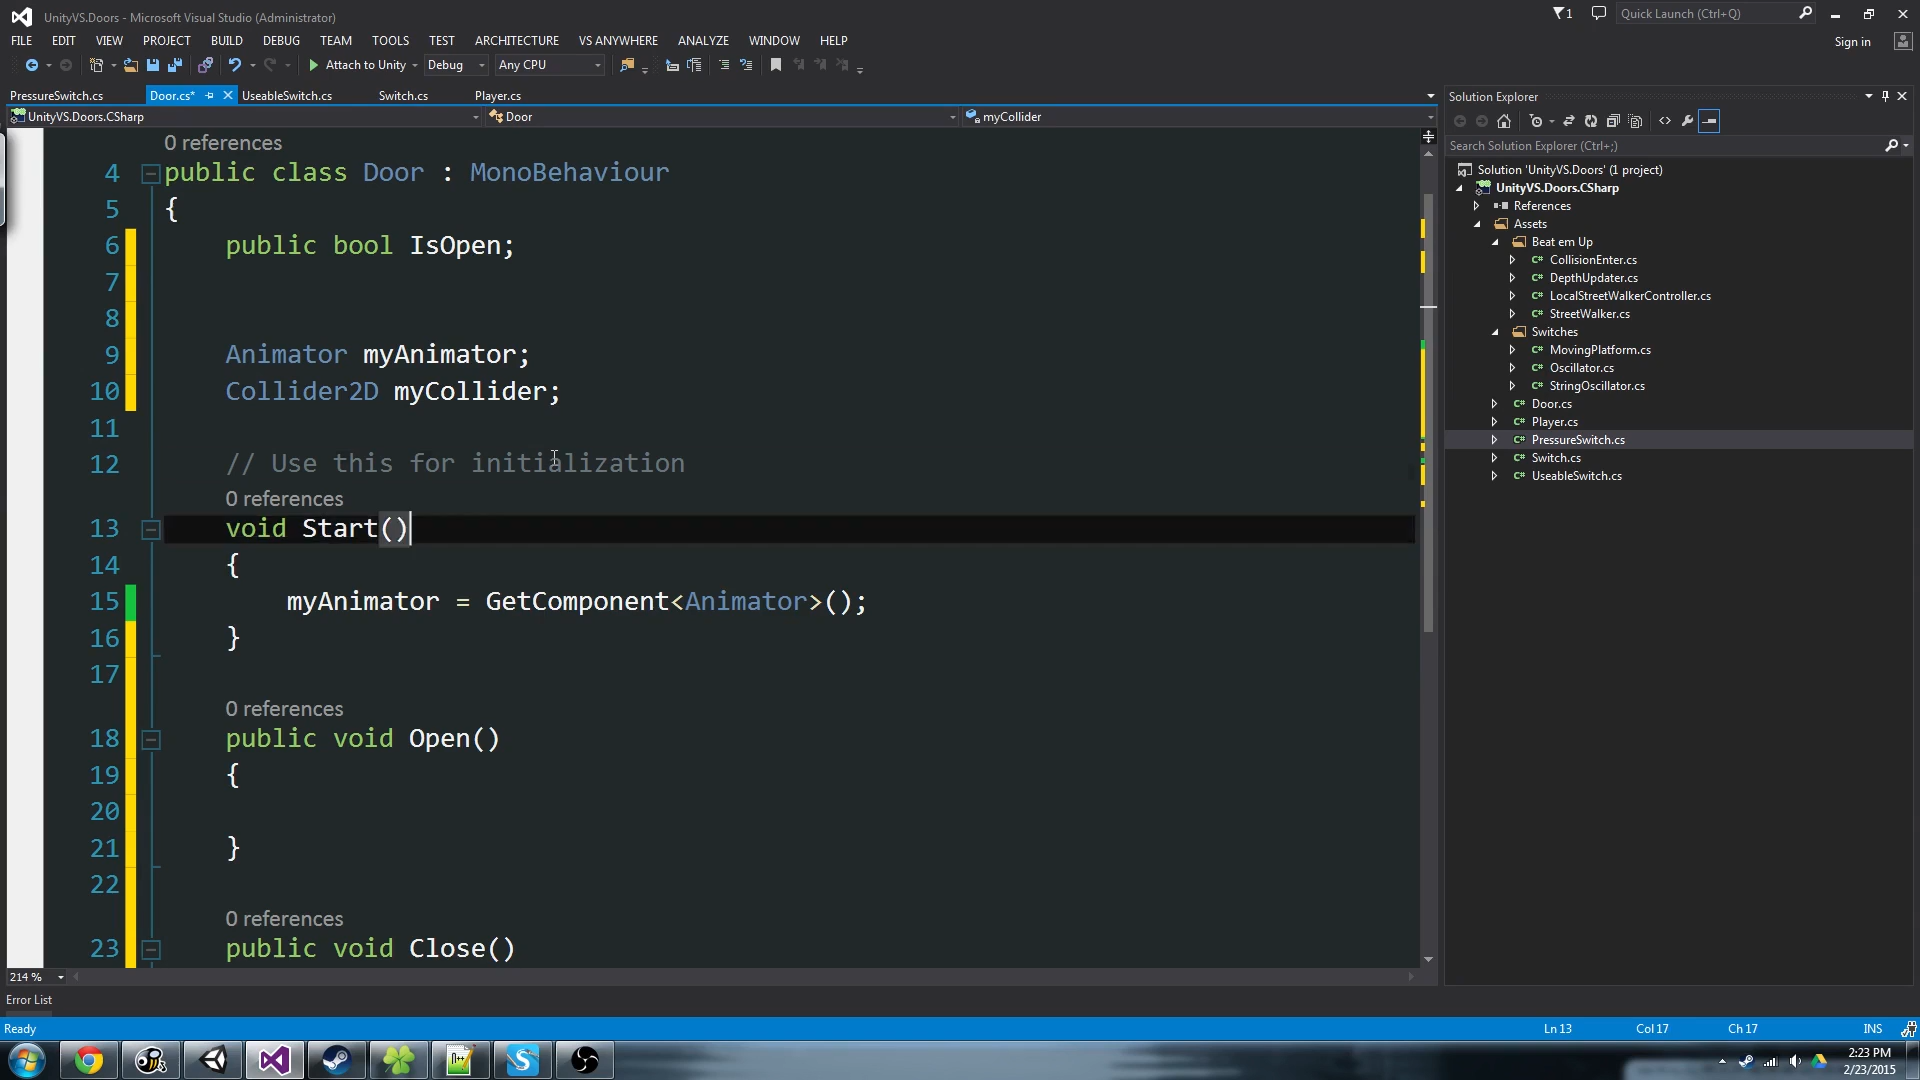 UnityVS.Doors - Microsoft Visual Studio (Administrator)
1
Quick Launch (Ctrl+Q)
FILE EDIT VIEW PROJECT BUILD DEBUG TEAM TOOLS TEST ARCHITECTURE VS ANYWHERE ANALYZE WINDOW HELP
Sign in
Attach to Unity Debug Any CPU
PressureSwitch.cs Door.cs* UseableSwitch.cs Switch.cs Player.cs
UnityVS.Doors.CSharp Door myCollider
0 references
4 public class Door : MonoBehaviour
5 {
6 public bool IsOpen;
7
8
9 Animator myAnimator;
10 Collider2D myCollider;
11
12 // Use this for initialization
0 references
13 void Start()
14 {
15 myAnimator = GetComponent<Animator>();
16 }
17
0 references
18 public void Open()
19 {
20
21 }
22
0 references
23 public void Close()
214 %
Solution Explorer
Search Solution Explorer (Ctrl+;)
Solution 'UnityVS.Doors' (1 project)
UnityVS.Doors.CSharp
References
Assets
Beat em Up
C# CollisionEnter.cs
C# DepthUpdater.cs
C# LocalStreetWalkerController.cs
C# StreetWalker.cs
Switches
C# MovingPlatform.cs
C# Oscillator.cs
C# StringOscillator.cs
C# Door.cs
C# Player.cs
C# PressureSwitch.cs
C# Switch.cs
C# UseableSwitch.cs
Error List
Ready Ln 13 Col 17 Ch 17 INS
2:23 PM
2/23/2015